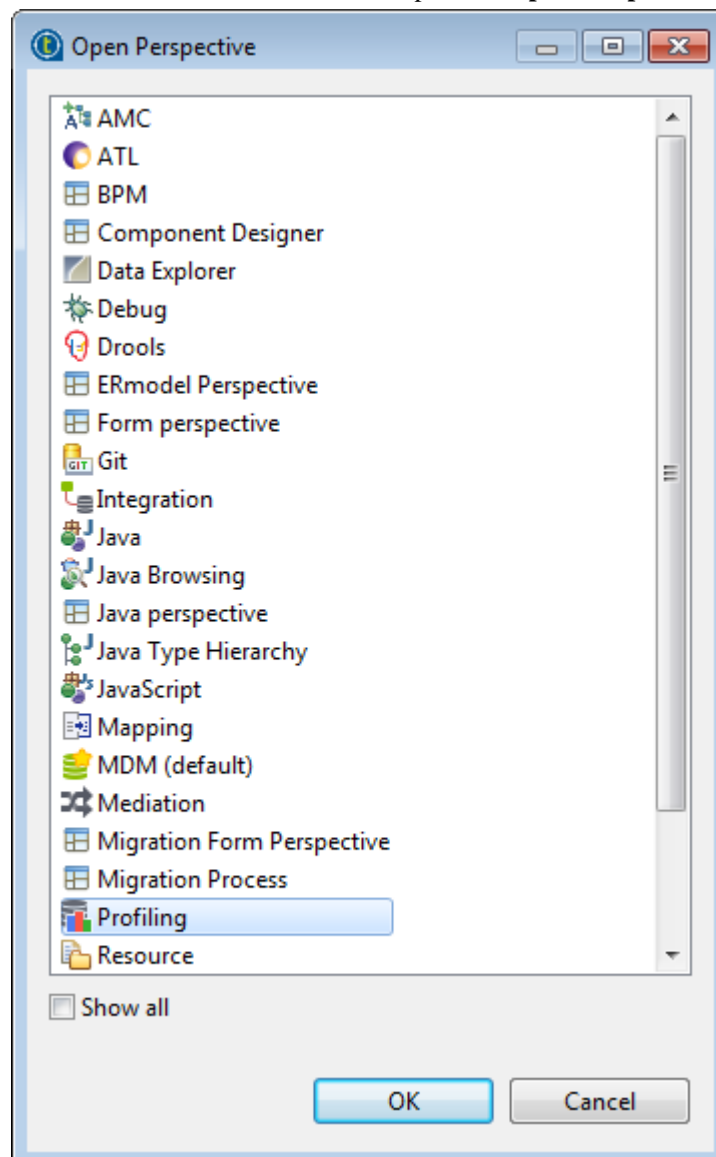 Open Perspective
AMC
ATL
BPM
Component Designer
Data Explorer
Debug
Drools
ERmodel Perspective
Form perspective
GIT Git
Integration
Java
Java Browsing
Java perspective
Java Type Hierarchy
JavaScript
Mapping
MDM (default)
Mediation
Migration Form Perspective
Migration Process
Profiling
Resource
Show all
OK Cancel